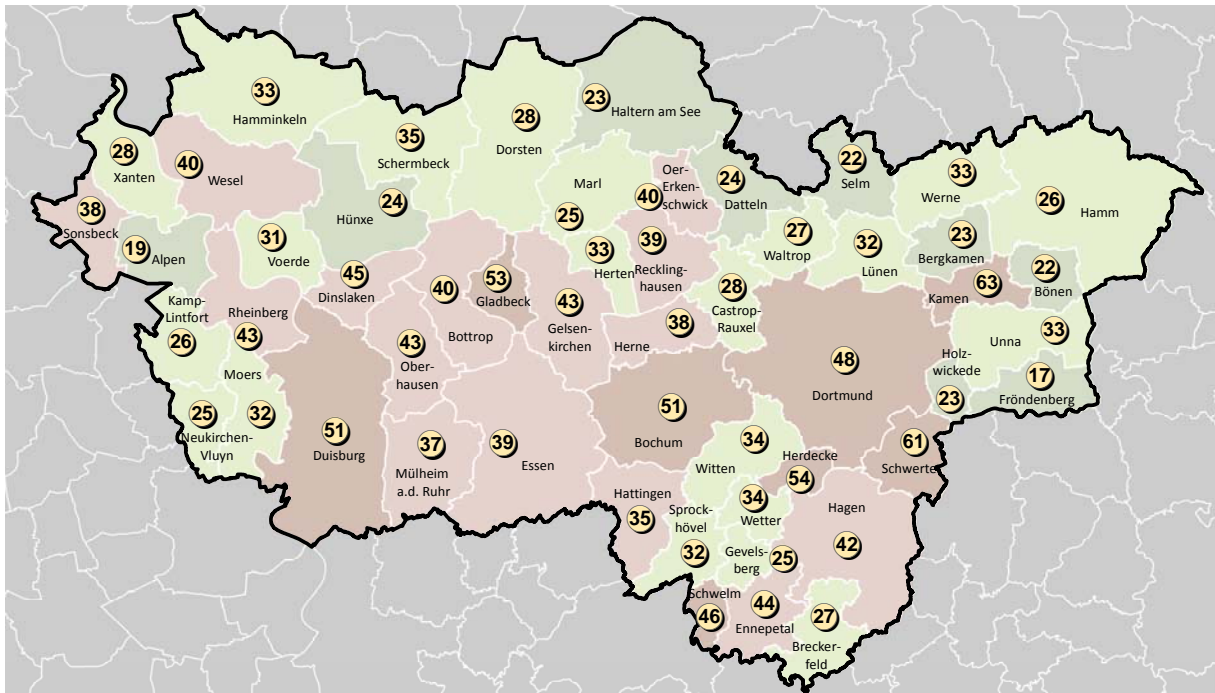 33
Hamminkeln
23
Haltern am See
28
Dorsten
35
Schermbeck
28
Xanten
40
Wesel
22
Selm
33
Werne
26
Hamm
Marl
25
Oer-
Erken-
schwick
40
24
Datteln
38
Sonsbeck
24
Hünxe
19
Alpen
31
Voerde
33
Herten
39
Reckling-
hausen
27
Waltrop
32
Lünen
23
Bergkamen
22
Bönen
63
Kamen
45
Dinslaken
40
Bottrop
53
Gladbeck
43
Gelsen-
kirchen
28
Castrop-
Rauxel
38
Herne
Kamp-
Lintfort
26
Rheinberg
43
Moers
32
43
Ober-
hausen
48
Dortmund
Unna
33
Holz-
wickede
23
17
Fröndenberg
25
Neukirchen-
Vluyn
51
Duisburg
37
Mülheim
a.d. Ruhr
39
Essen
51
Bochum
34
Witten
Herdecke
54
61
Schwerte
Hattingen
35
Sprock-
hövel
32
34
Wetter
Hagen
42
Gevels-
berg
25
Schwelm
46
44
Ennepetal
27
Brecker-
feld